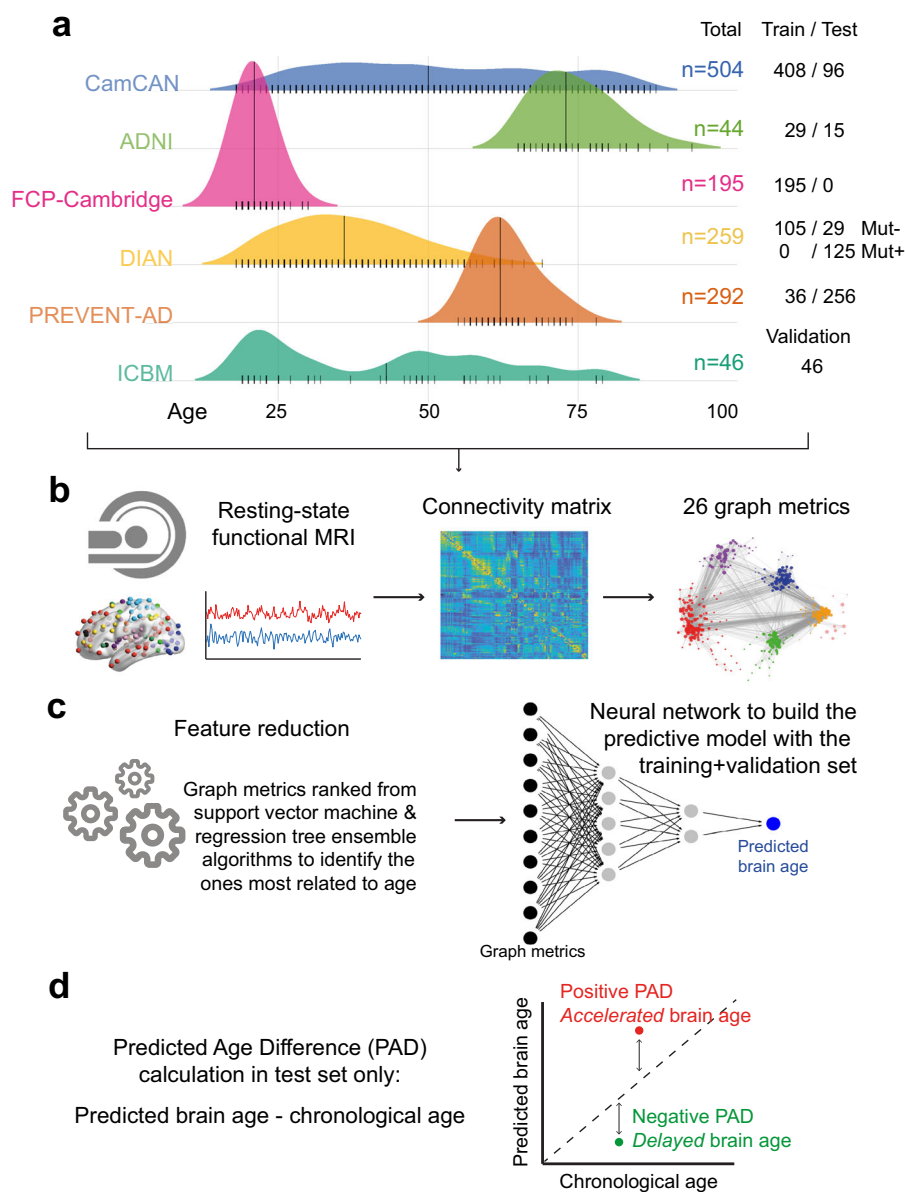 a
Total Train / Test
CamCAN n=504 408 / 96
ADNI n=44 29 / 15
FCP-Cambridge n=195 195 / 0
DIAN n=259 105 / 29 Mut-
0 / 125 Mut+
PREVENT-AD n=292 36 / 256
Validation
ICBM n=46 46
Age 25 50 75 100
b
Resting-state
functional MRI
Connectivity matrix
26 graph metrics
c
Feature reduction
Graph metrics ranked from
support vector machine &
regression tree ensemble
algorithms to identify the
ones most related to age
Neural network to build the
predictive model with the
training+validation set
Predicted
brain age
Graph metrics
d
Predicted Age Difference (PAD)
calculation in test set only:
Predicted brain age - chronological age
Predicted brain age
Positive PAD
Accelerated brain age
Negative PAD
Delayed brain age
Chronological age